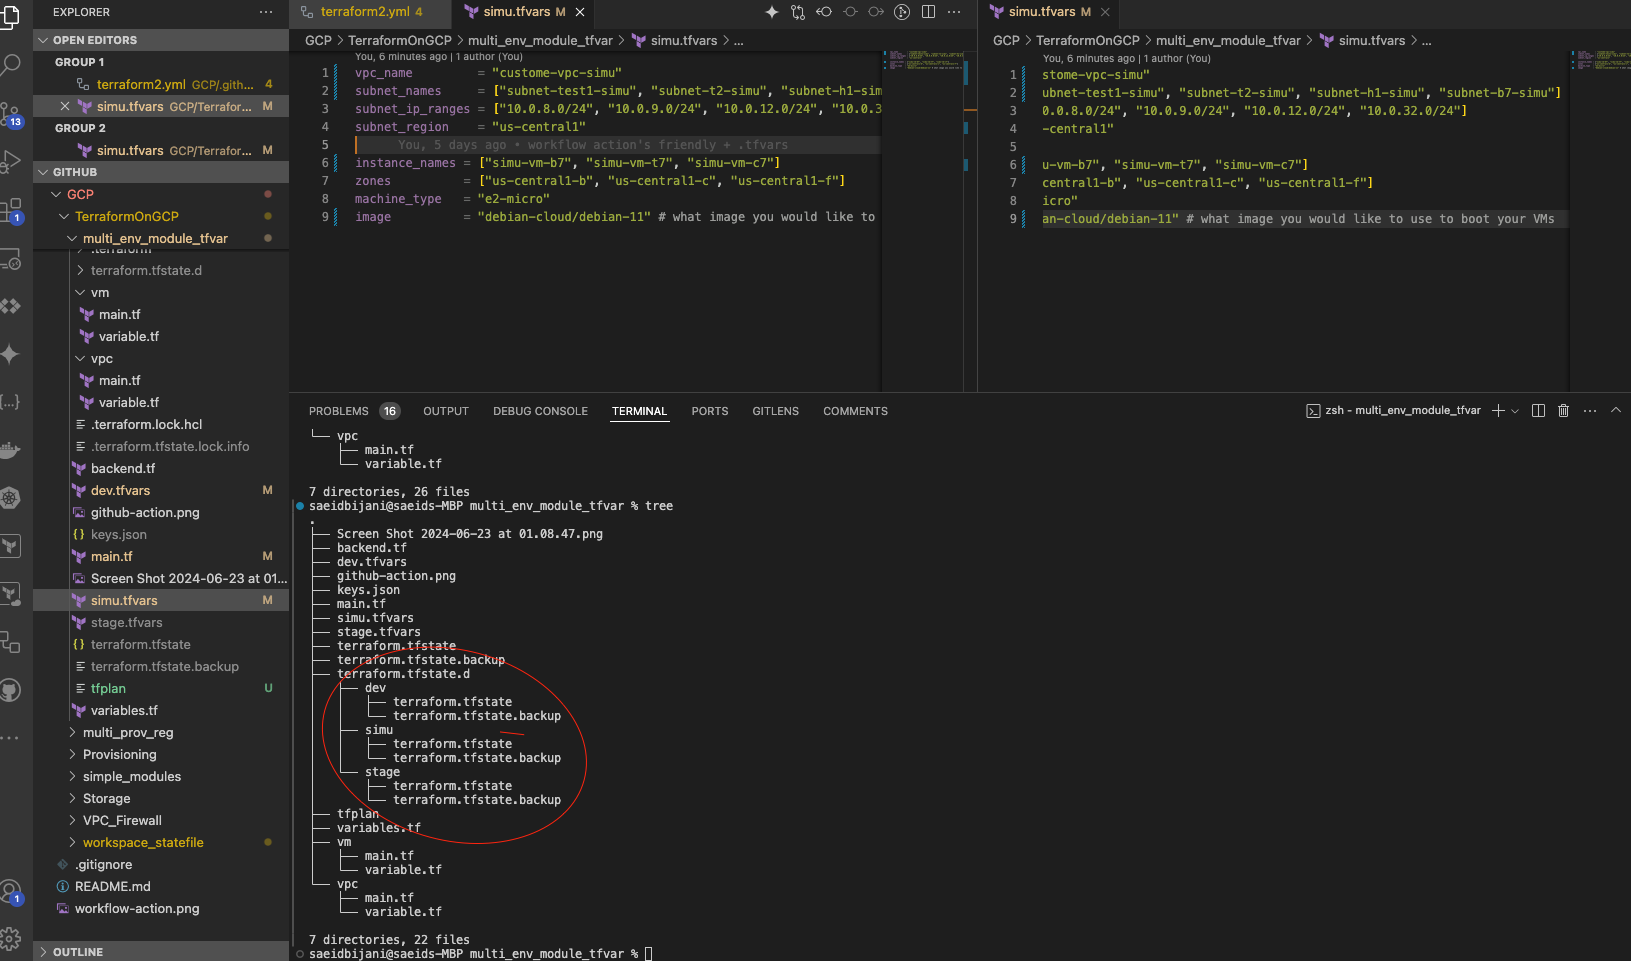 EXPLORER
OPEN EDITORS
GROUP 1
terraform2.yml GCP/.gith... 4
simu.tfvars GCP/Terrafor... M
GROUP 2
simu.tfvars GCP/Terrafor... M
GITHUB
GCP
TerraformOnGCP
multi_env_module_tfvar
.terraform
terraform.tfstate.d
vm
main.tf
variable.tf
vpc
main.tf
variable.tf
.terraform.lock.hcl
.terraform.tfstate.lock.info
backend.tf
dev.tfvars M
github-action.png
keys.json
main.tf M
Screen Shot 2024-06-23 at 01...
simu.tfvars M
stage.tfvars
terraform.tfstate
terraform.tfstate.backup
tfplan U
variables.tf
multi_prov_reg
Provisioning
simple_modules
Storage
VPC_Firewall
workspace_statefile
.gitignore
README.md
workflow-action.png
OUTLINE
13
1
1
terraform2.yml 4
simu.tfvars M
GCP > TerraformOnGCP > multi_env_module_tfvar > simu.tfvars > ...
You, 6 minutes ago | 1 author (You)
1 vpc_name = "custome-vpc-simu"
2 subnet_names = ["subnet-test1-simu", "subnet-t2-simu", "subnet-h1-sim
3 subnet_ip_ranges = ["10.0.8.0/24", "10.0.9.0/24", "10.0.12.0/24", "10.0.3
4 subnet_region = "us-central1"
5 You, 5 days ago • workflow action's friendly + .tfvars
6 instance_names = ["simu-vm-b7", "simu-vm-t7", "simu-vm-c7"]
7 zones = ["us-central1-b", "us-central1-c", "us-central1-f"]
8 machine_type = "e2-micro"
9 image = "debian-cloud/debian-11" # what image you would like to
simu.tfvars M
GCP > TerraformOnGCP > multi_env_module_tfvar > simu.tfvars > ...
You, 6 minutes ago | 1 author (You)
1 stome-vpc-simu"
2 ubnet-test1-simu", "subnet-t2-simu", "subnet-h1-simu", "subnet-b7-simu"]
3 0.0.8.0/24", "10.0.9.0/24", "10.0.12.0/24", "10.0.32.0/24"]
4 -central1"
5
6 u-vm-b7", "simu-vm-t7", "simu-vm-c7"]
7 central1-b", "us-central1-c", "us-central1-f"]
8 icro"
9 an-cloud/debian-11" # what image you would like to use to boot your VMs
PROBLEMS 16 OUTPUT DEBUG CONSOLE TERMINAL PORTS GITLENS COMMENTS
zsh - multi_env_module_tfvar
└── vpc
├── main.tf
└── variable.tf
7 directories, 26 files
saeidbijani@saeids-MBP multi_env_module_tfvar % tree
.
├── Screen Shot 2024-06-23 at 01.08.47.png
├── backend.tf
├── dev.tfvars
├── github-action.png
├── keys.json
├── main.tf
├── simu.tfvars
├── stage.tfvars
├── terraform.tfstate
├── terraform.tfstate.backup
├── terraform.tfstate.d
│   ├── dev
│   │   ├── terraform.tfstate
│   │   └── terraform.tfstate.backup
│   ├── simu
│   │   ├── terraform.tfstate
│   │   └── terraform.tfstate.backup
│   └── stage
│       ├── terraform.tfstate
│       └── terraform.tfstate.backup
├── tfplan
├── variables.tf
├── vm
│   ├── main.tf
│   └── variable.tf
└── vpc
    ├── main.tf
    └── variable.tf
7 directories, 22 files
saeidbijani@saeids-MBP multi_env_module_tfvar %